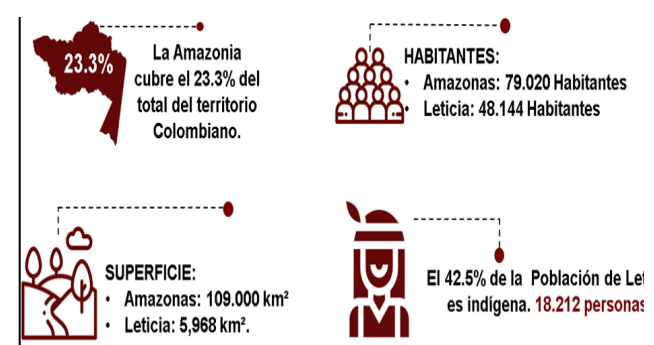 23.3%
La Amazonia
cubre el 23.3% del
total del territorio
Colombiano.
HABITANTES:
• Amazonas: 79.020 Habitantes
• Leticia: 48.144 Habitantes
SUPERFICIE:
• Amazonas: 109.000 km²
• Leticia: 5,968 km².
El 42.5% de la Población de Let
es indígena. 18.212 personas